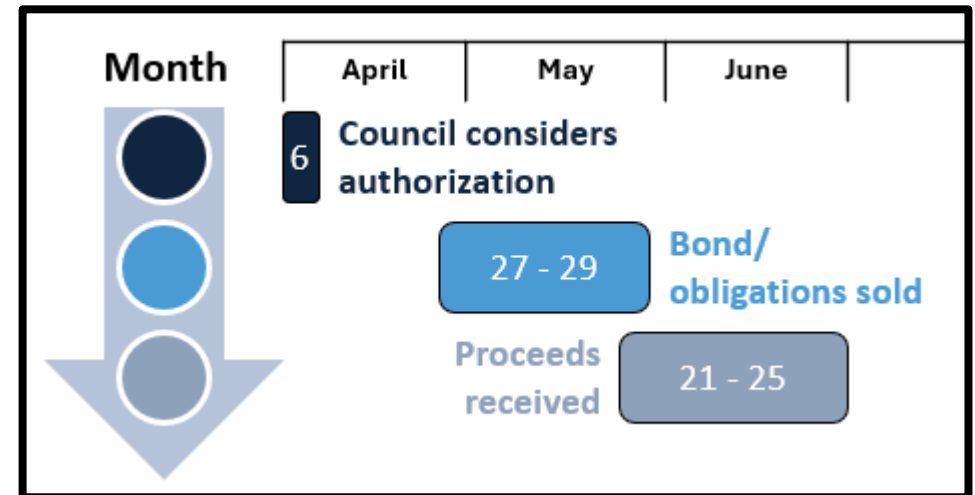 Month
April May June
6
Council considers
authorization
27 - 29
Bond/
obligations sold
Proceeds
received
21 - 25